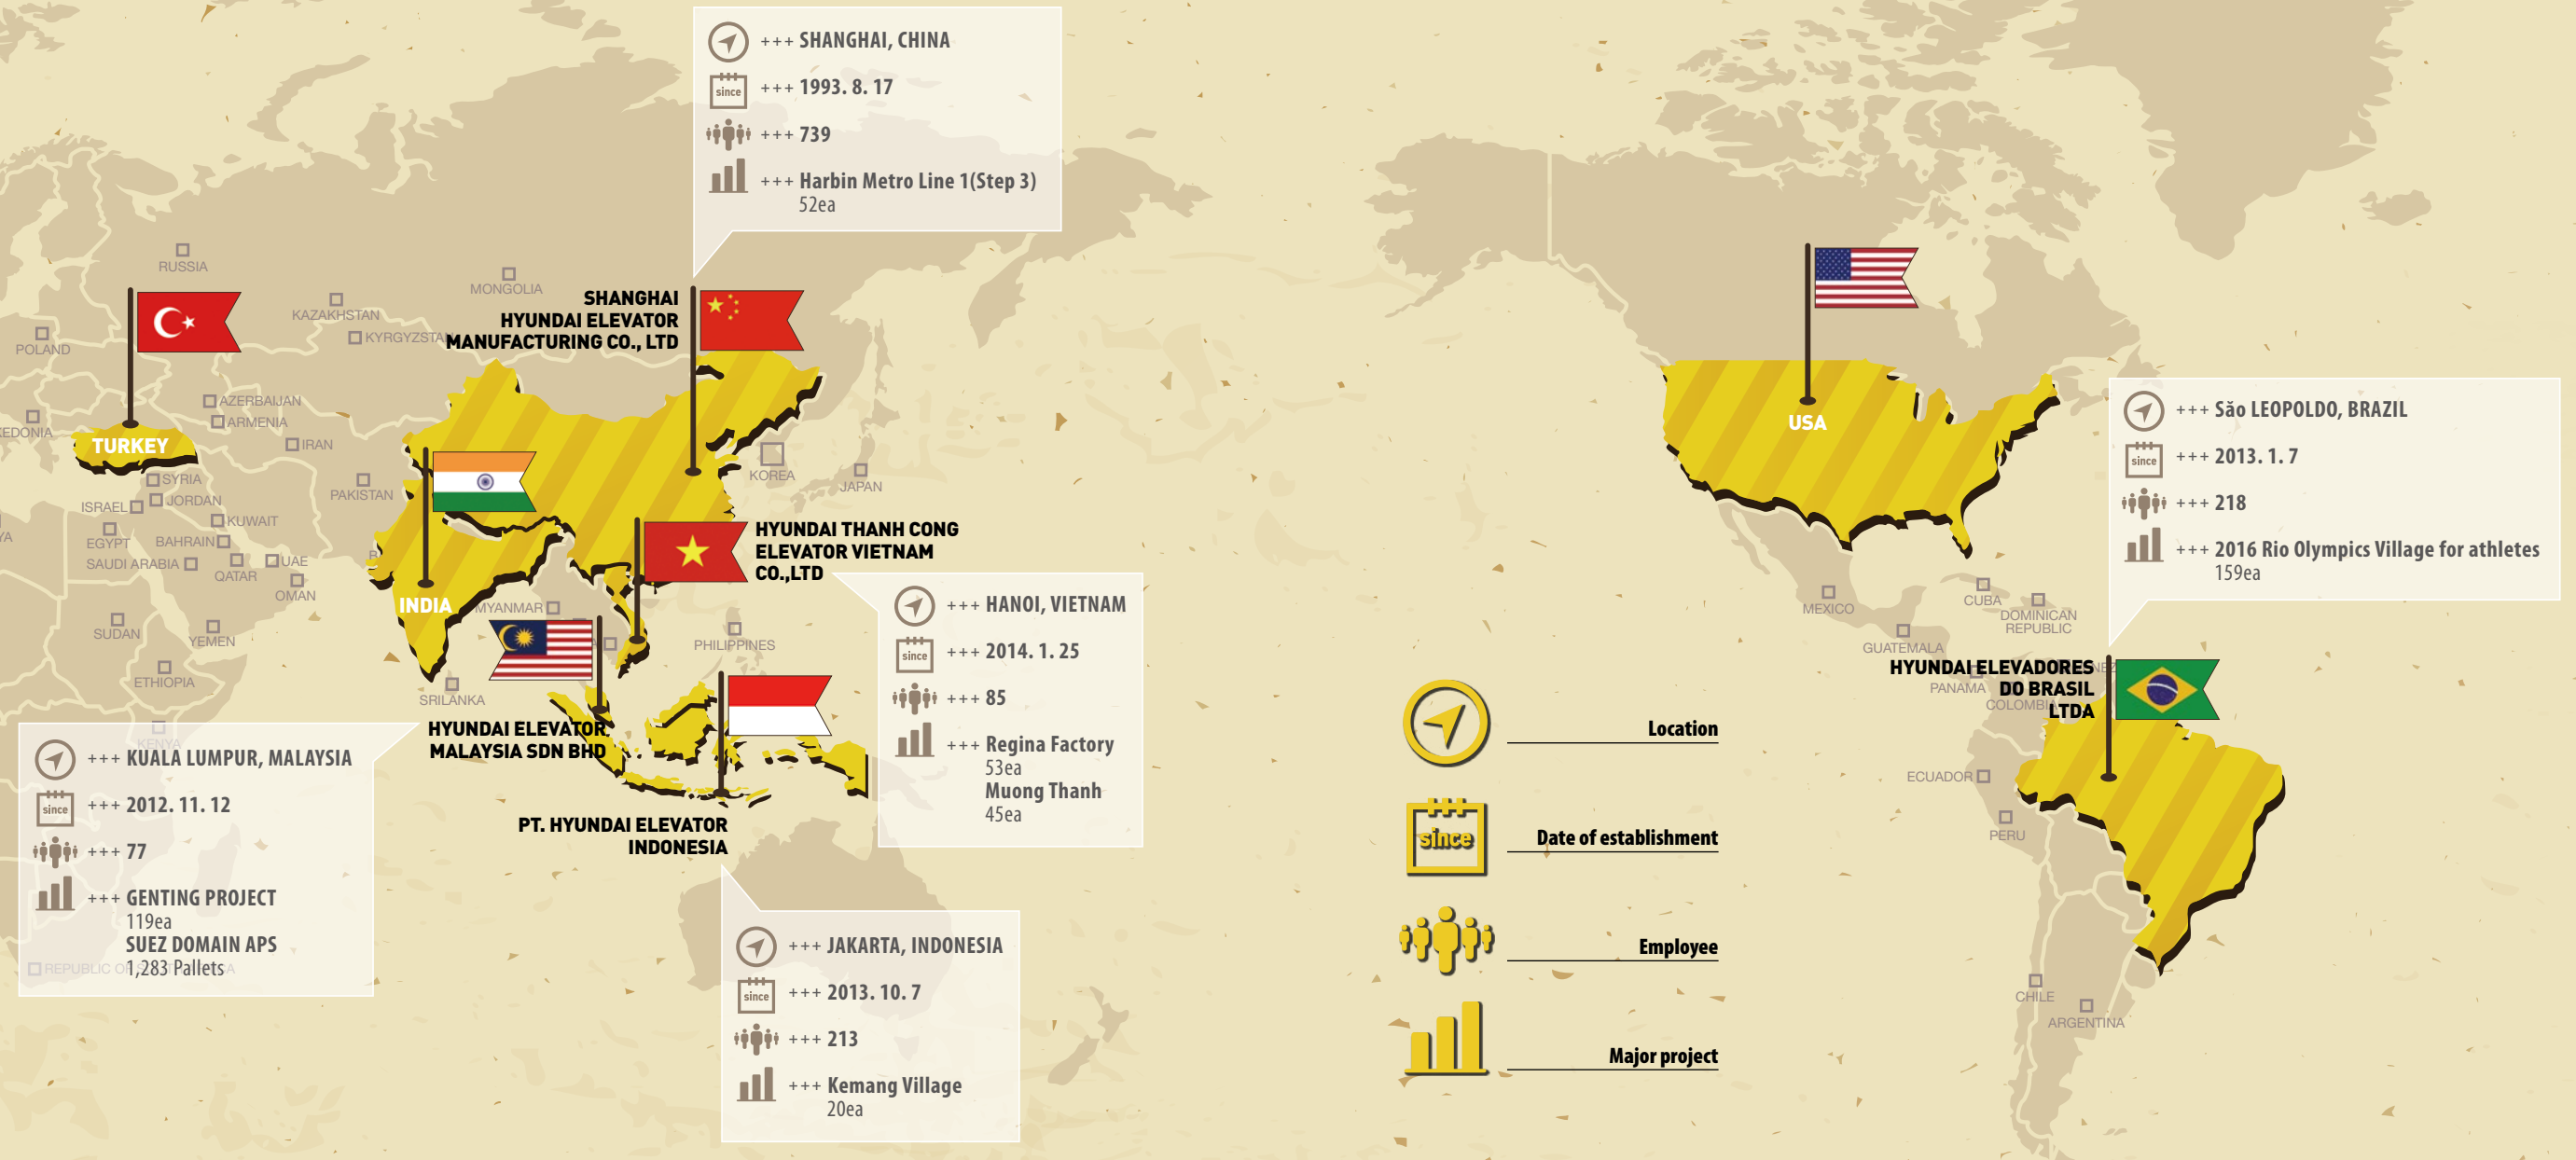 +++ SHANGHAI, CHINA
since
+++ 1993. 8. 17
+++ 739
+++ Harbin Metro Line 1(Step 3)
52ea
SHANGHAI
HYUNDAI ELEVATOR
MANUFACTURING CO., LTD
RUSSIA
MONGOLIA
KAZAKHSTAN
KYRGYZSTAN
POLAND
TURKEY
AZERBAIJAN
ARMENIA
EDONIA
IRAN
SYRIA
PAKISTAN
ISRAEL
JORDAN
KUWAIT
EGYPT
BAHRAIN
SAUDI ARABIA
QATAR
UAE
OMAN
SUDAN
YEMEN
ETHIOPIA
KENYA
KOREA
JAPAN
INDIA
MYANMAR
SRILANKA
PHILIPPINES
HYUNDAI THANH CONG
ELEVATOR VIETNAM
CO.,LTD
+++ HANOI, VIETNAM
since
+++ 2014. 1. 25
+++ 85
+++ Regina Factory
53ea
Muong Thanh
45ea
HYUNDAI ELEVATOR
MALAYSIA SDN BHD
+++ KUALA LUMPUR, MALAYSIA
since
+++ 2012. 11. 12
+++ 77
+++ GENTING PROJECT
119ea
SUEZ DOMAIN APS
1,283 Pallets
PT. HYUNDAI ELEVATOR
INDONESIA
+++ JAKARTA, INDONESIA
since
+++ 2013. 10. 7
+++ 213
+++ Kemang Village
20ea
Location
since
Date of establishment
Employee
Major project
USA
MEXICO
CUBA
DOMINICAN
REPUBLIC
GUATEMALA
PANAMA
COLOMBIA
ECUADOR
PERU
CHILE
ARGENTINA
+++ São LEOPOLDO, BRAZIL
since
+++ 2013. 1. 7
+++ 218
+++ 2016 Rio Olympics Village for athletes
159ea
HYUNDAI ELEVADORES
DO BRASIL
LTDA